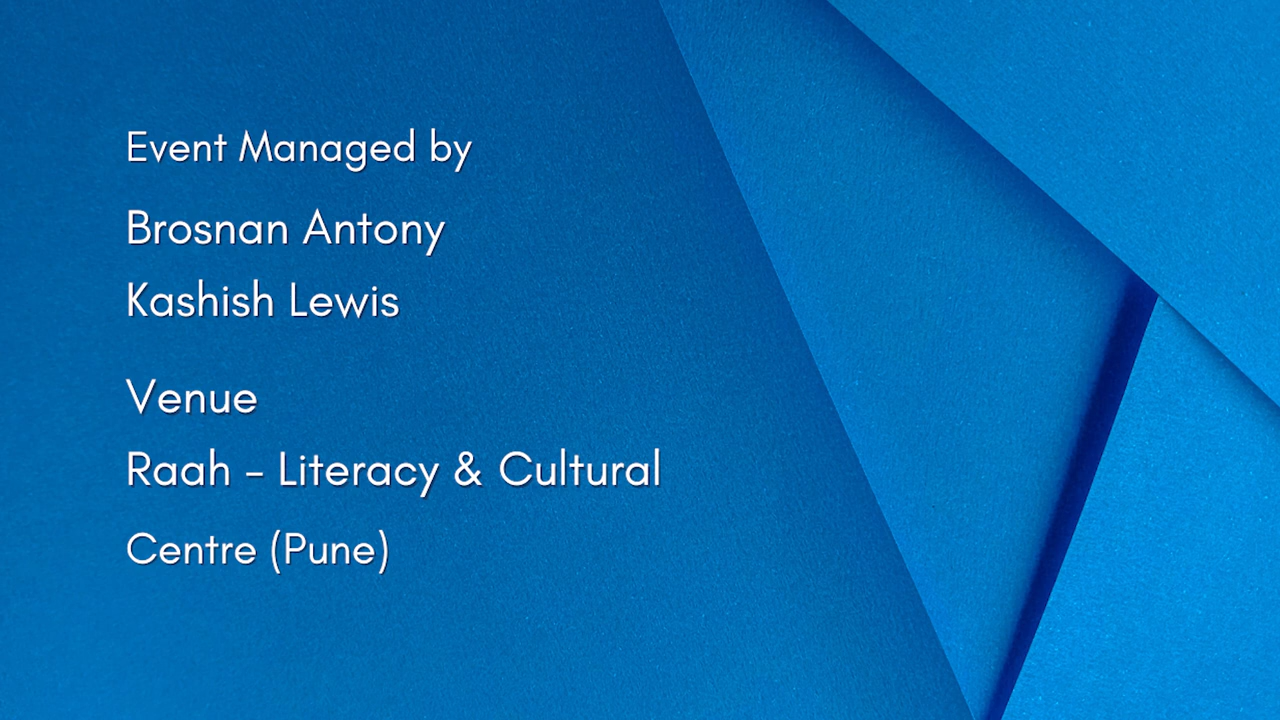 Event Managed by
Brosnan Antony
Kashish Lewis
Venue
Raah - Literacy & Cultural
Centre (Pune)